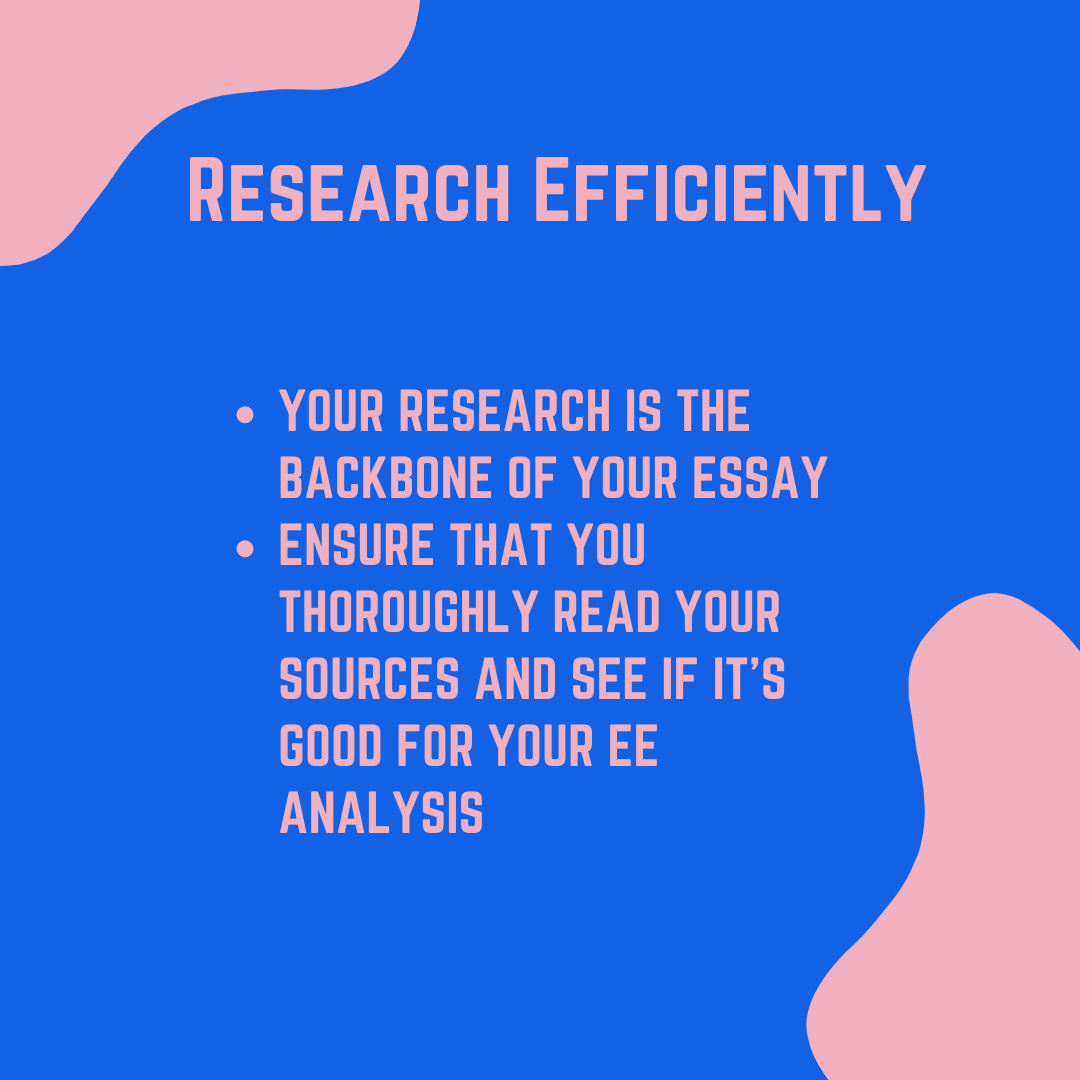 Research Efficiently
• YOUR RESEARCH IS THE
BACKBONE OF YOUR ESSAY
• ENSURE THAT YOU
THOROUGHLY READ YOUR
SOURCES AND SEE IF IT'S
GOOD FOR YOUR EE
ANALYSIS